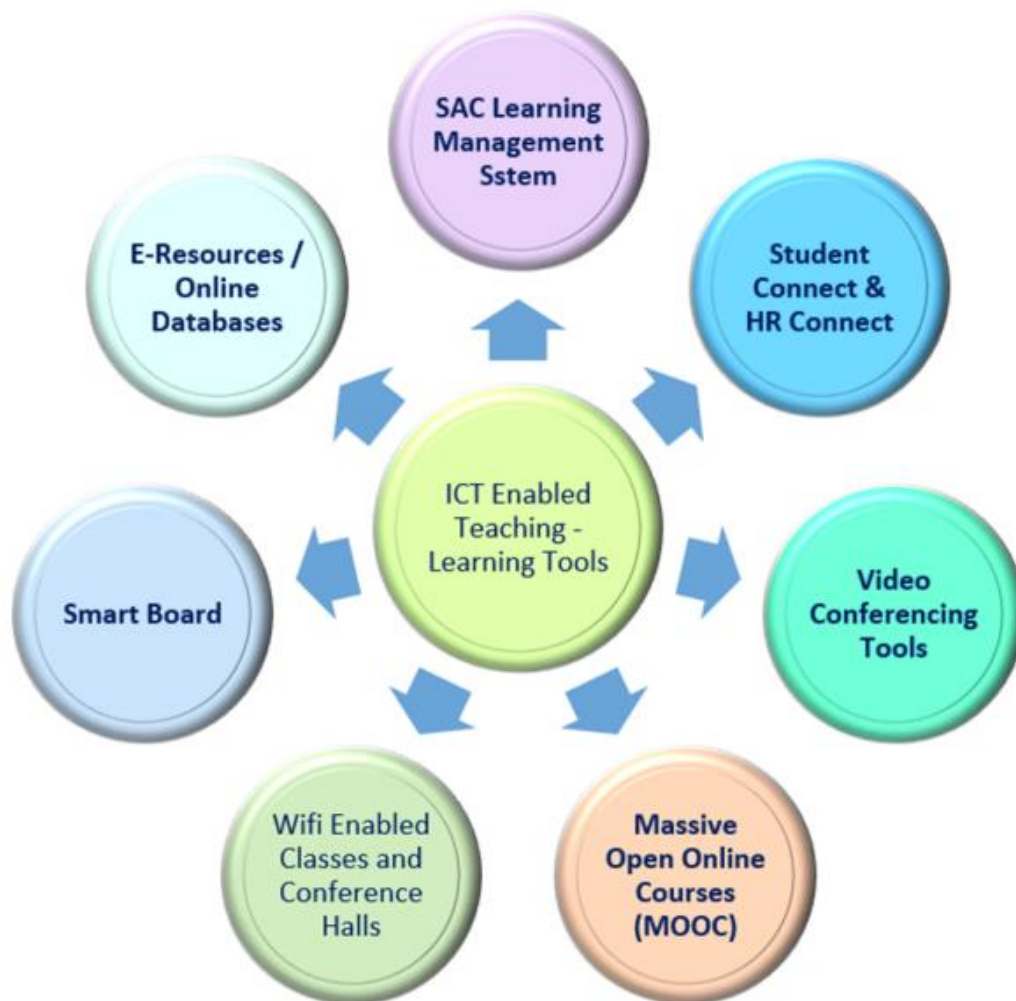 SAC Learning
Management
Sstem
Student
Connect &
HR Connect
Video
Conferencing
Tools
Massive
Open Online
Courses
(MOOC)
Wifi Enabled
Classes and
Conference
Halls
Smart Board
E-Resources /
Online
Databases
ICT Enabled
Teaching -
Learning Tools